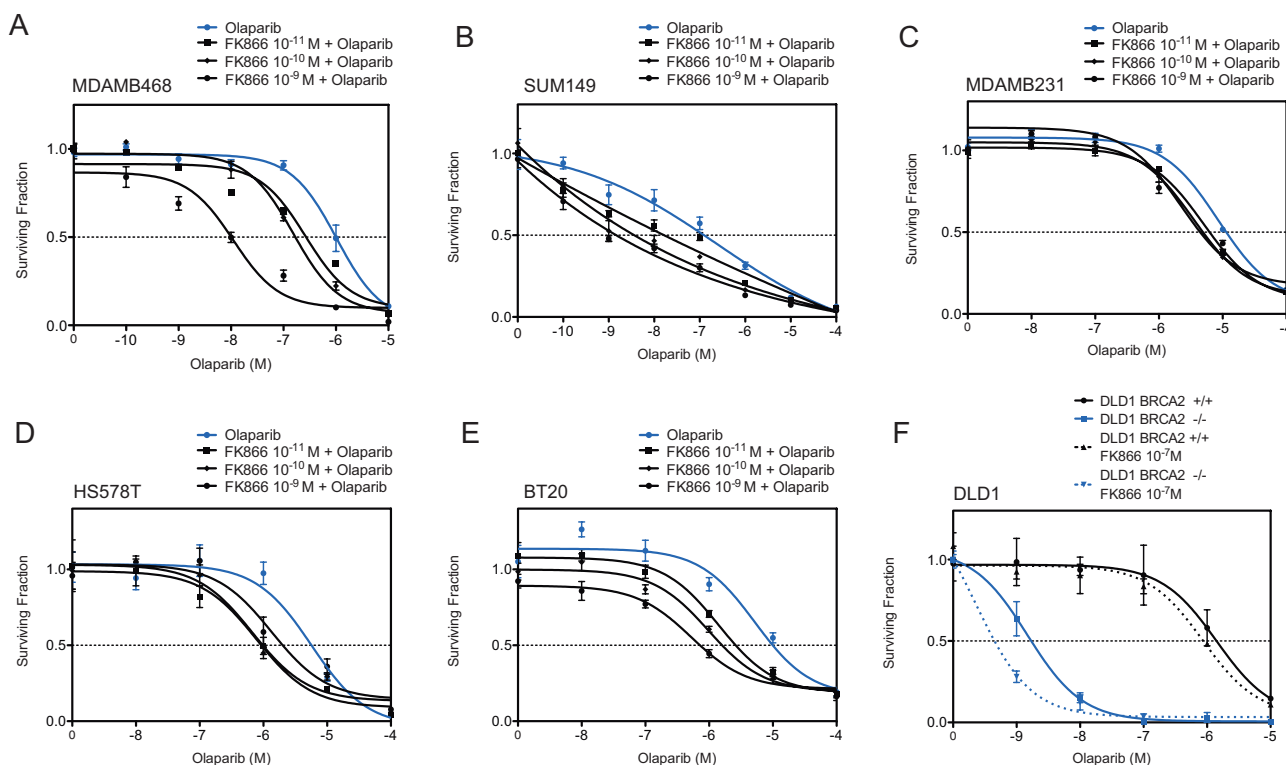 A
Olaparib
FK866 10⁻¹¹ M + Olaparib
FK866 10⁻¹⁰ M + Olaparib
FK866 10⁻⁹ M + Olaparib
MDAMB468
Surviving Fraction
1.0
0.5
0.0
0 -10 -9 -8 -7 -6 -5
Olaparib (M)
B
Olaparib
FK866 10⁻¹¹ M + Olaparib
FK866 10⁻¹⁰ M + Olaparib
FK866 10⁻⁹ M + Olaparib
SUM149
Surviving Fraction
1.0
0.5
0.0
0 -10 -9 -8 -7 -6 -5 -4
Olaparib (M)
C
Olaparib
FK866 10⁻¹¹ M + Olaparib
FK866 10⁻¹⁰ M + Olaparib
FK866 10⁻⁹ M + Olaparib
MDAMB231
Surviving Fraction
1.0
0.5
0.0
0 -8 -7 -6 -5 -4
Olaparib (M)
D
Olaparib
FK866 10⁻¹¹ M + Olaparib
FK866 10⁻¹⁰ M + Olaparib
FK866 10⁻⁹ M + Olaparib
HS578T
Surviving Fraction
1.0
0.5
0.0
0 -8 -7 -6 -5 -4
Olaparib (M)
E
Olaparib
FK866 10⁻¹¹ M + Olaparib
FK866 10⁻¹⁰ M + Olaparib
FK866 10⁻⁹ M + Olaparib
BT20
Surviving Fraction
1.0
0.5
0.0
0 -8 -7 -6 -5 -4
Olaparib (M)
F
DLD1 BRCA2 +/+
DLD1 BRCA2 -/-
DLD1 BRCA2 +/+
FK866 10⁻⁷M
DLD1 BRCA2 -/-
FK866 10⁻⁷M
DLD1
Surviving Fraction
1.0
0.5
0.0
0 -9 -8 -7 -6 -5
Olaparib (M)